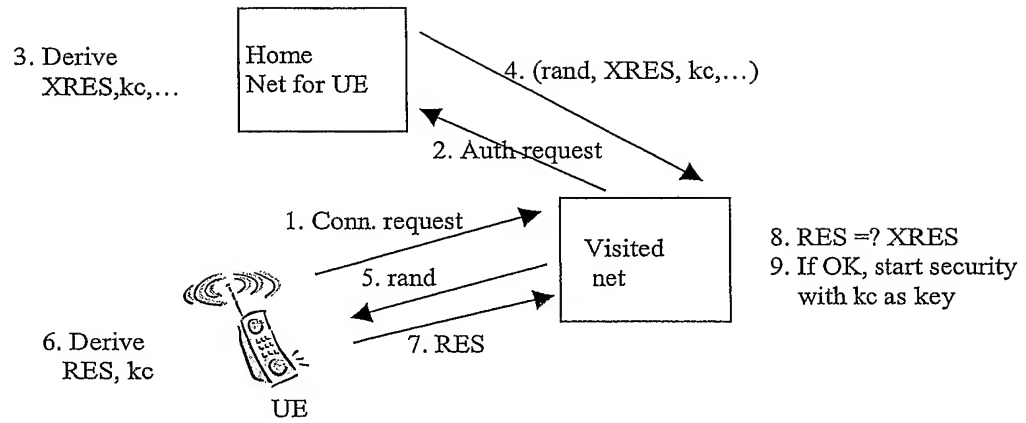 3. Derive
XRES,kc,...
Home
Net for UE
4. (rand, XRES, kc,...)
2. Auth request
1. Conn. request
5. rand
7. RES
Visited
net
8. RES =? XRES
9. If OK, start security
with kc as key
6. Derive
RES, kc
UE